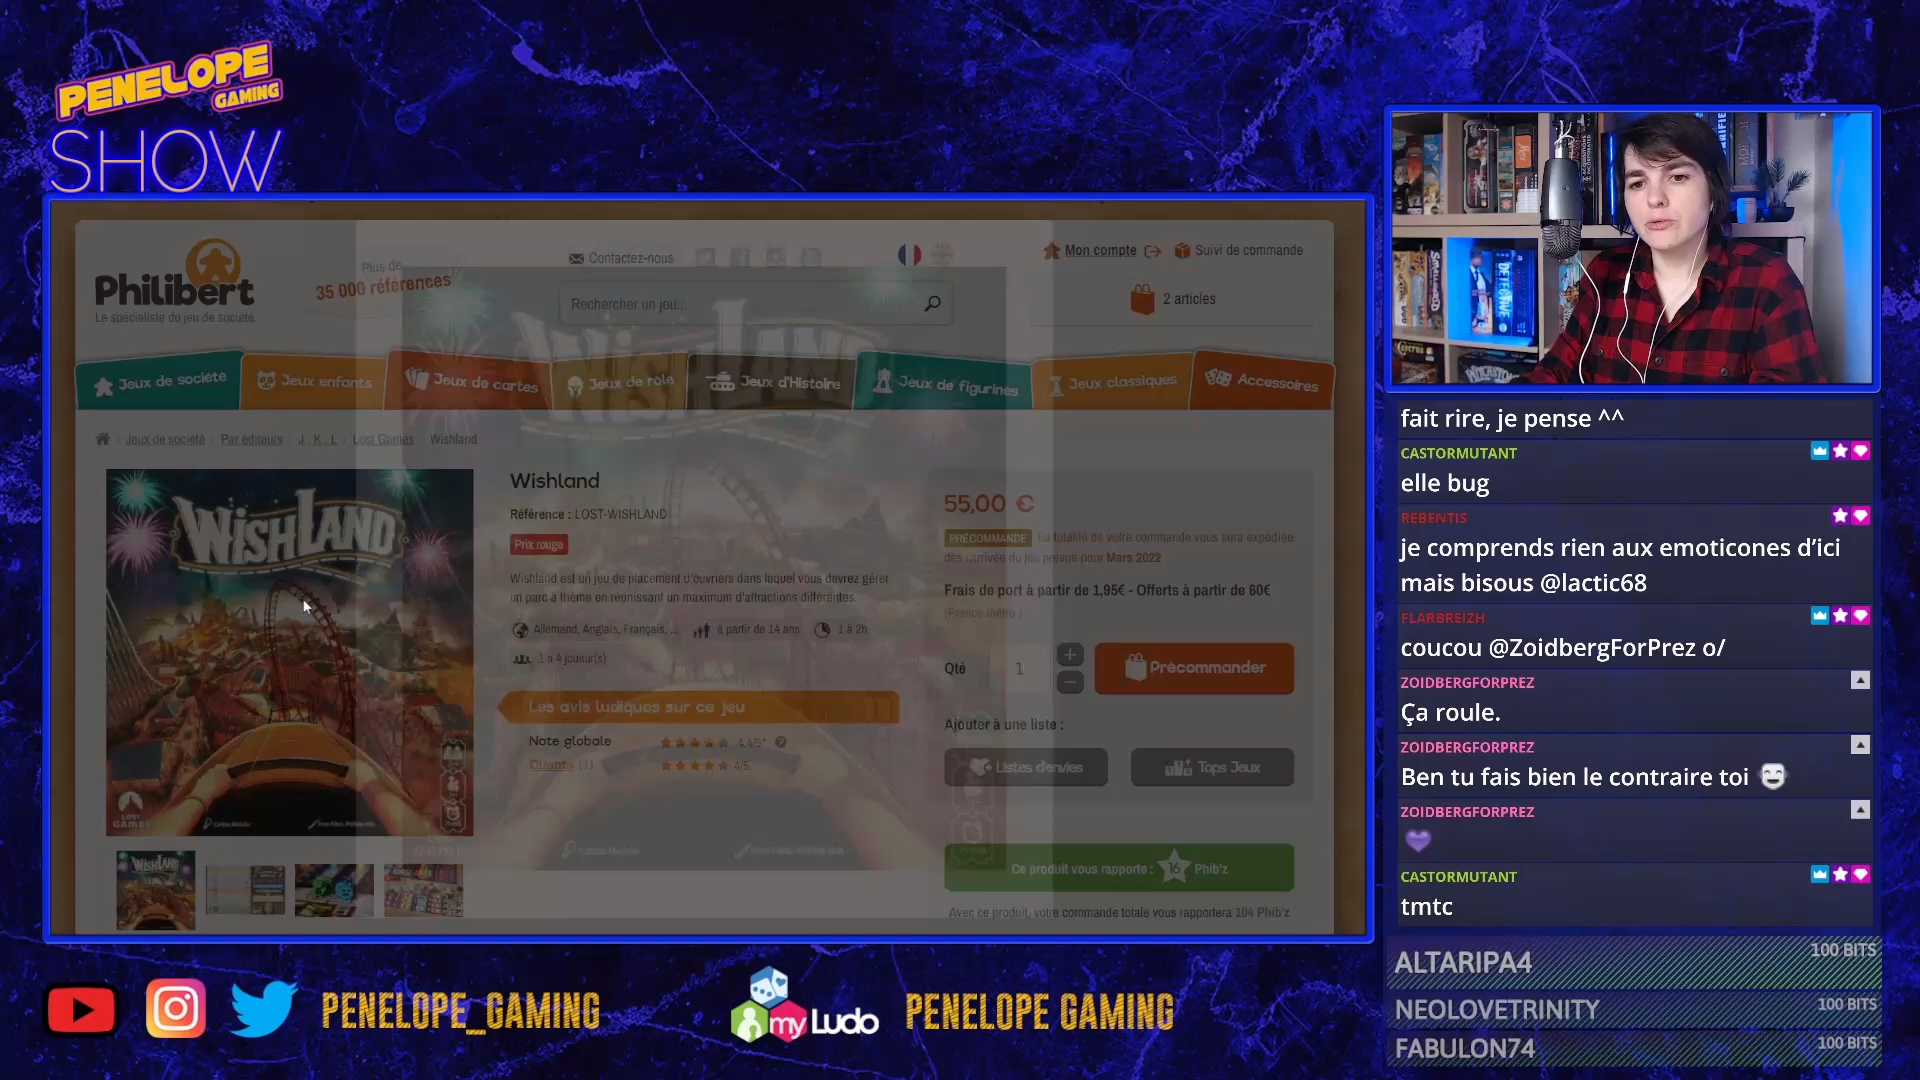 PENELOPE
GAMING
SHOW
Philibert
Le spécialiste du jeu de société
Plus de
35 000 références
Contactez-nous
Rechercher un jeu...
Mon compte
Suivi de commande
2 articles
Jeux de société
Jeux enfants
Jeux de cartes
Jeux de rôle
Jeux d'Histoire
Jeux de figurines
Jeux classiques
Accessoires
Jeux de société / Par éditeurs / J , K , L / Lost Games / Wishland
WISHLAND
LOST
GAMES
WISHLAND
Wishland
Référence : LOST-WISHLAND
Prix rouge
Wishland est un jeu de placement d'ouvriers dans lequel vous devrez gérer
un parc à thème en réunissant un maximum d'attractions différentes.
Allemand, Anglais, Français, ...
à partir de 14 ans
1 à 2h
1 à 4 joueur(s)
Les avis ludiques sur ce jeu
Note globale
4.4/5*
Clients (1)
4/5
55,00 €
PRÉCOMMANDE La totalité de votre commande vous sera expédiée
dès l'arrivée du jeu prévue pour Mars 2022
Frais de port à partir de 1,95€ - Offerts à partir de 60€
(France métro.)
Qté
1
+
−
Précommander
Ajouter à une liste :
Listes d'envies
Tops Jeux
Ce produit vous rapporte : 16 Phib'z
Avec ce produit, votre commande totale vous rapportera 104 Phib'z
WISHLAND
DETECTIVE
fait rire, je pense ^^
CASTORMUTANT
elle bug
REBENTIS
je comprends rien aux emoticones d’ici
mais bisous @lactic68
FLARBREIZH
coucou @ZoidbergForPrez o/
ZOIDBERGFORPREZ
Ça roule.
ZOIDBERGFORPREZ
Ben tu fais bien le contraire toi
ZOIDBERGFORPREZ
CASTORMUTANT
tmtc
ALTARIPA4
100 BITS
NEOLOVETRINITY
100 BITS
FABULON74
100 BITS
PENELOPE_GAMING
my Ludo
PENELOPE GAMING